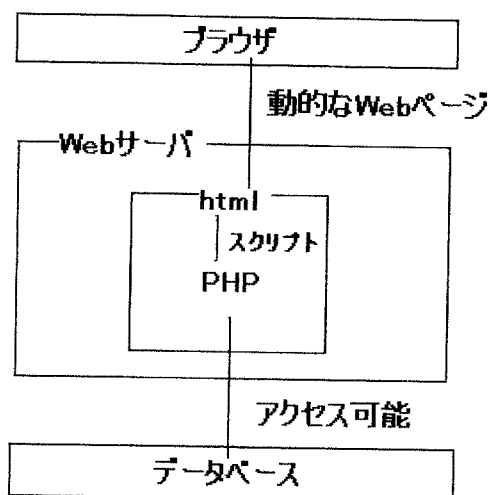 ブラウザ
動的なWebページ
Webサーバ
html
スクリプト
PHP
アクセス可能
データベース